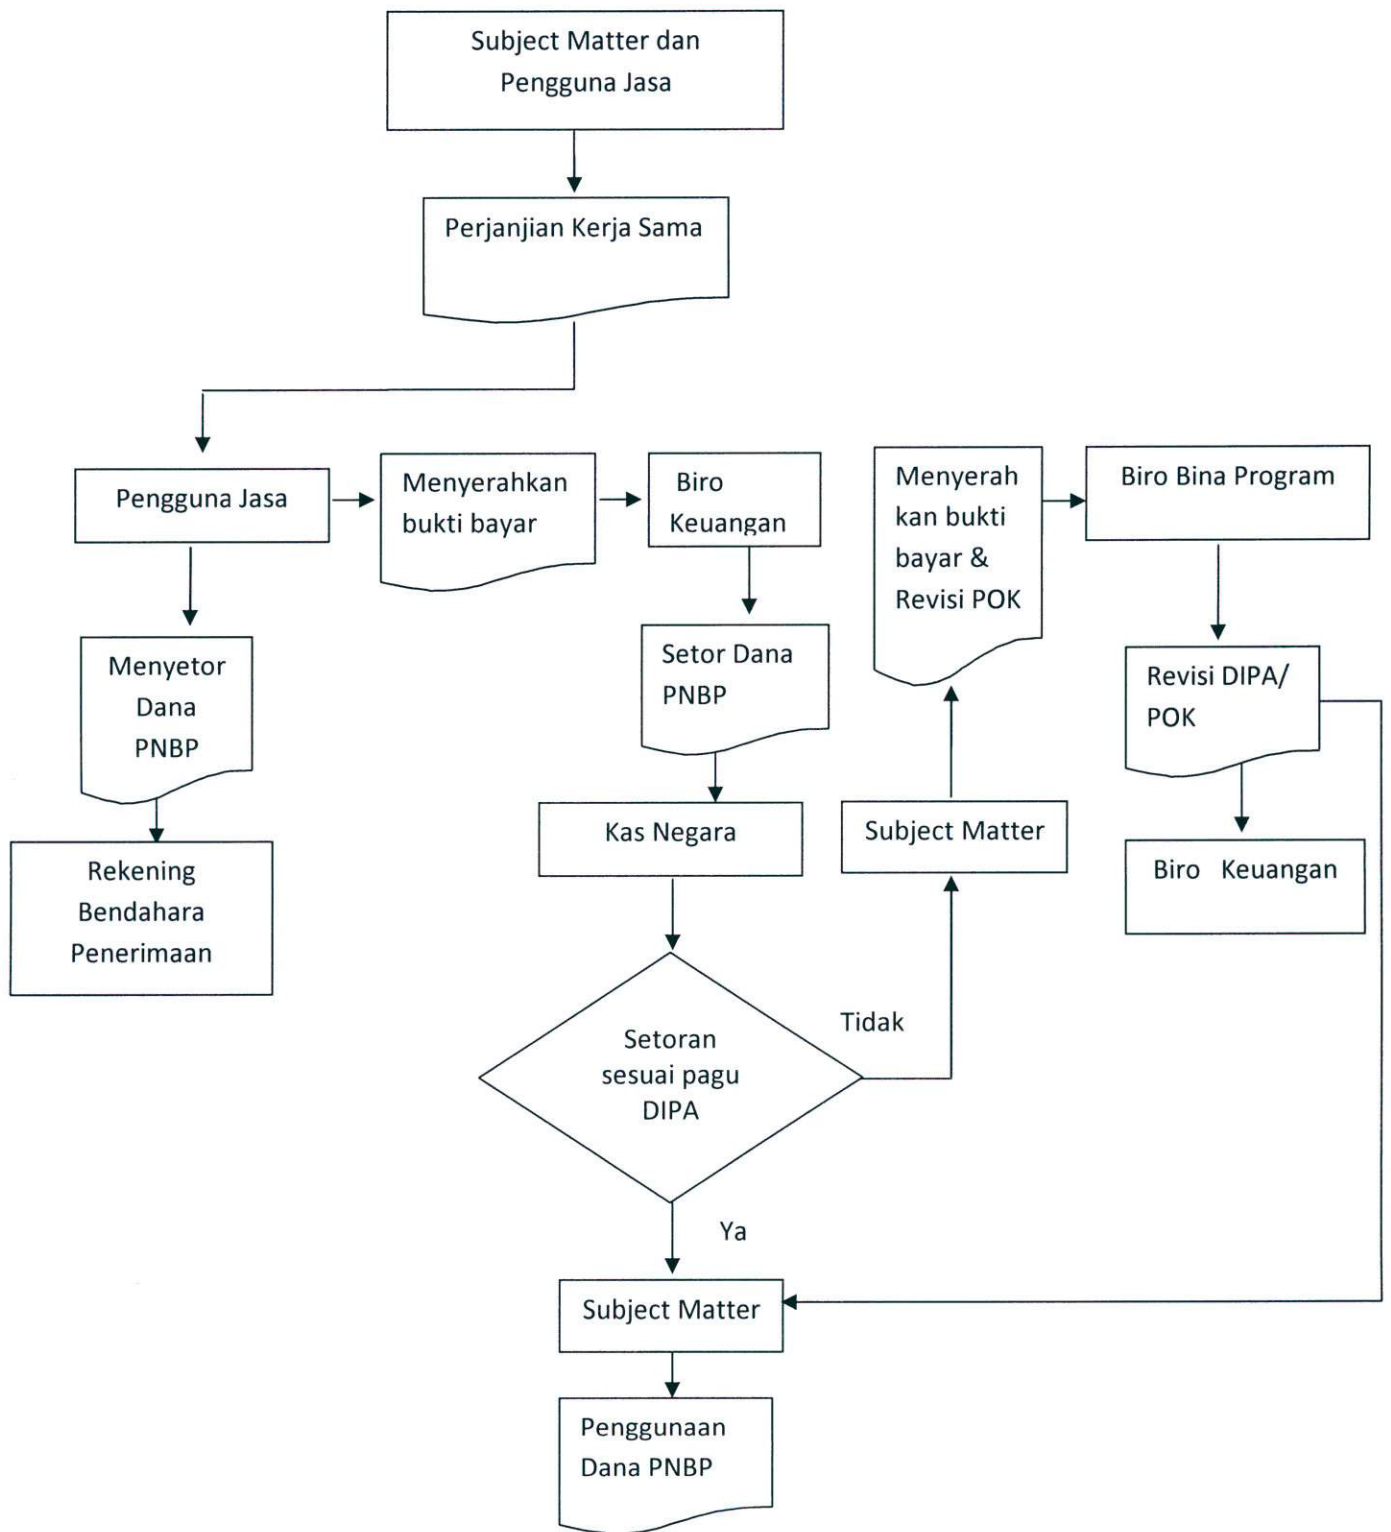 Subject Matter dan
Pengguna Jasa
Perjanjian Kerja Sama
Pengguna Jasa
Menyerahkan
bukti bayar
Biro
Keuangan
Menyerah
kan bukti
bayar &
Revisi POK
Biro Bina Program
Menyetor
Dana
PNBP
Setor Dana
PNBP
Revisi DIPA/
POK
Rekening
Bendahara
Penerimaan
Kas Negara
Subject Matter
Biro Keuangan
Setoran
sesuai pagu
DIPA
Tidak
Ya
Subject Matter
Penggunaan
Dana PNBP